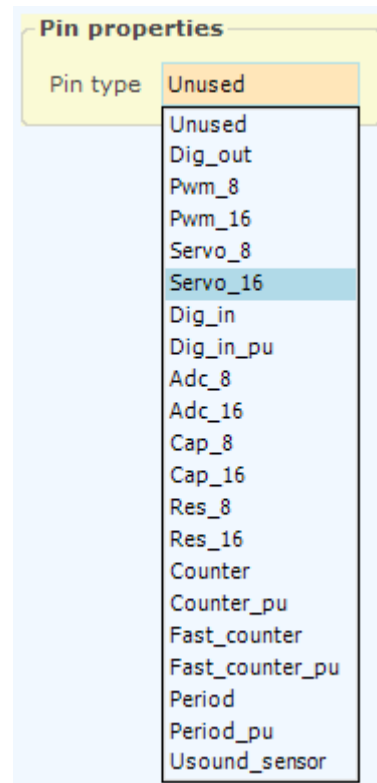 Pin properties
Pin type Unused
Unused
Dig_out
Pwm_8
Pwm_16
Servo_8
Servo_16
Dig_in
Dig_in_pu
Adc_8
Adc_16
Cap_8
Cap_16
Res_8
Res_16
Counter
Counter_pu
Fast_counter
Fast_counter_pu
Period
Period_pu
Usound_sensor